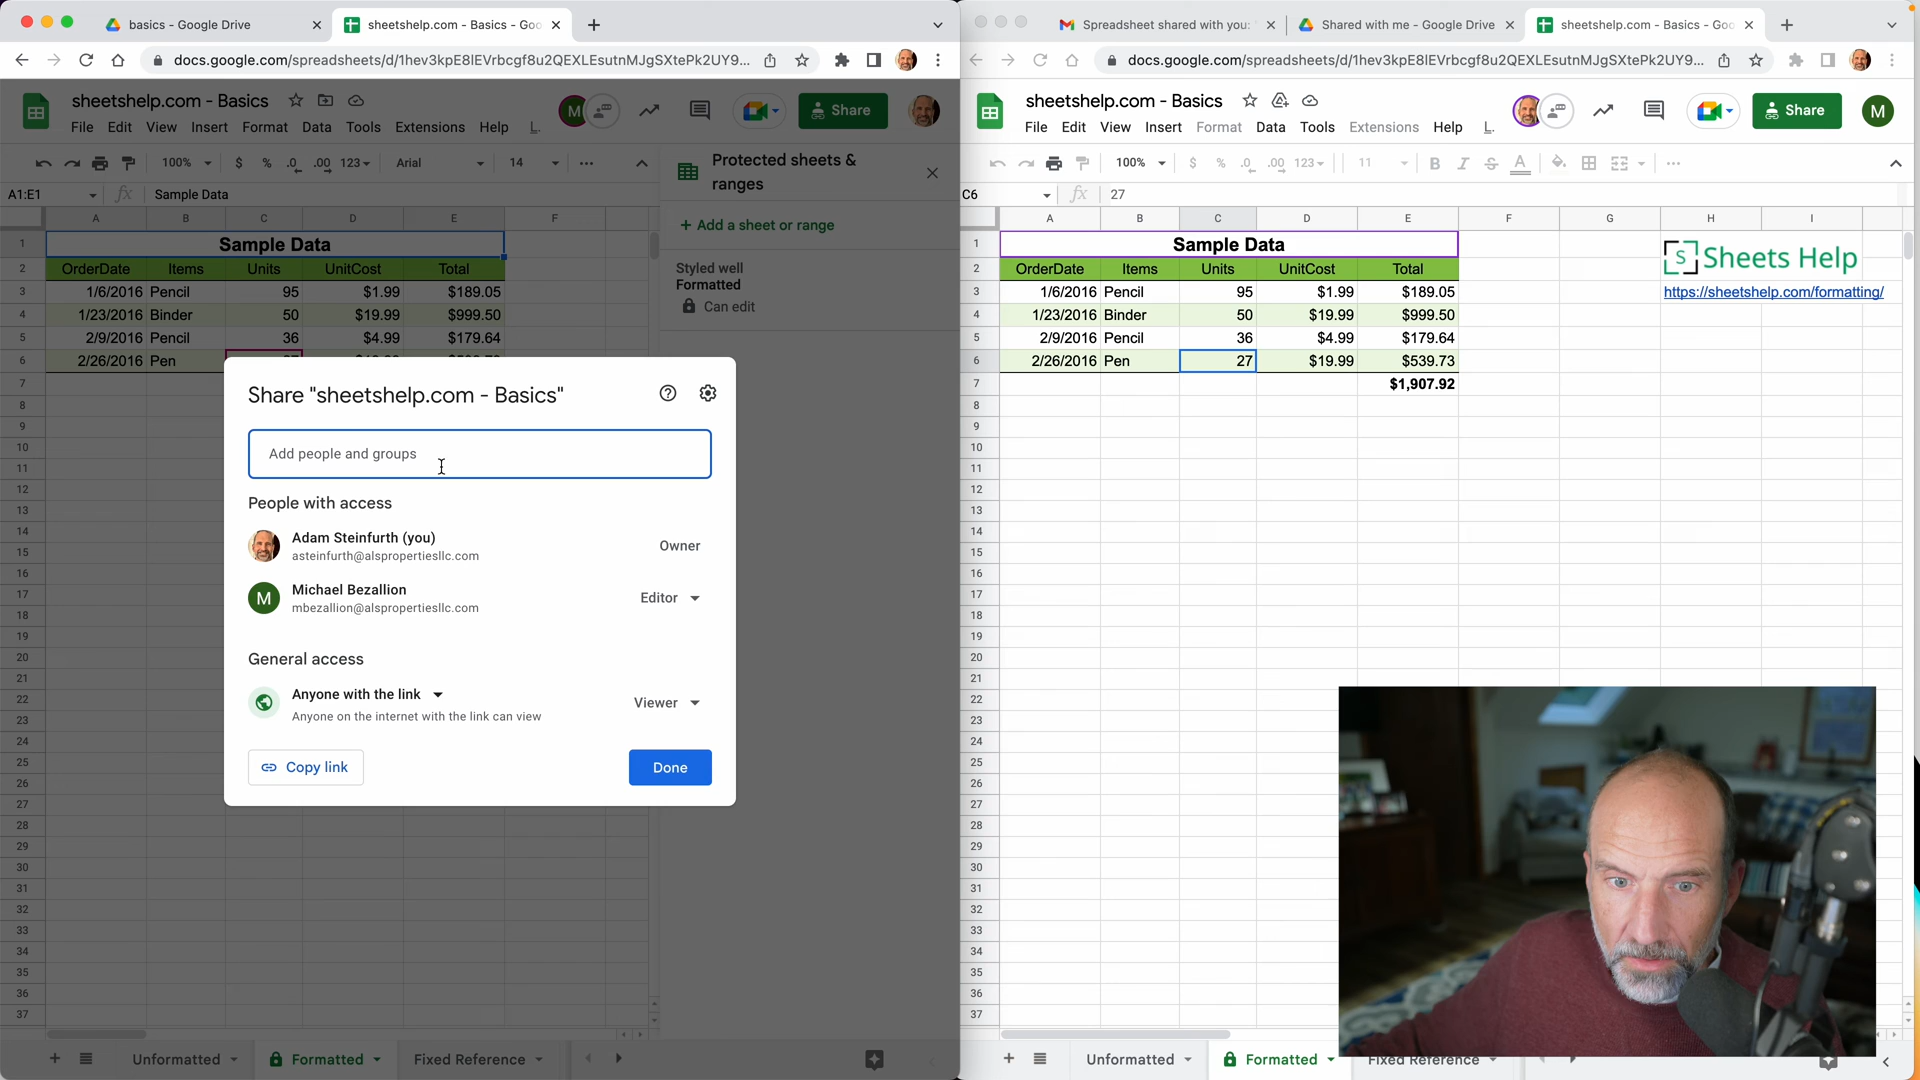 basics - Google Drive
sheetshelp.com - Basics - Goo
docs.google.com/spreadsheets/d/1hev3kpE8lEVrbcgf8u2QEXLEsutnMJgSXtePk2UY9...
sheetshelp.com - Basics
M
Share
File Edit View Insert Format Data Tools Extensions Help L.
100% $ % .0 .00 123 Arial 14
A1:E1 Sample Data
A B C D E F
1 Sample Data
2 OrderDate Items Units UnitCost Total
3 1/6/2016 Pencil 95 $1.99 $189.05
4 1/23/2016 Binder 50 $19.99 $999.50
5 2/9/2016 Pencil 36 $4.99 $179.64
6 2/26/2016 Pen
7
8
9
10
11
12
13
14
15
16
17
18
19
20
21
22
23
24
25
26
27
28
29
30
31
32
33
34
35
36
37
Protected sheets &
ranges
+ Add a sheet or range
Styled well
Formatted
Can edit
Share "sheetshelp.com - Basics"
Add people and groups
People with access
Adam Steinfurth (you)
asteinfurth@alspropertiesllc.com
Owner
M
Michael Bezallion
mbezallion@alspropertiesllc.com
Editor
General access
Anyone with the link
Anyone on the internet with the link can view
Viewer
Copy link
Done
Unformatted Formatted Fixed Reference
Spreadsheet shared with you:
Shared with me - Google Drive
sheetshelp.com - Basics - Goo
docs.google.com/spreadsheets/d/1hev3kpE8lEVrbcgf8u2QEXLEsutnMJgSXtePk2UY9...
sheetshelp.com - Basics
Share
M
File Edit View Insert Format Data Tools Extensions Help L.
100% $ % .0 .00 123 11 B I S A
C6 27
A B C D E F G H I
1 Sample Data
2 OrderDate Items Units UnitCost Total
3 1/6/2016 Pencil 95 $1.99 $189.05
4 1/23/2016 Binder 50 $19.99 $999.50
5 2/9/2016 Pencil 36 $4.99 $179.64
6 2/26/2016 Pen 27 $19.99 $539.73
7 $1,907.92
8
9
10
11
12
13
14
15
16
17
18
19
20
21
22
23
24
25
26
27
28
29
30
31
32
33
34
35
36
37
S Sheets Help
https://sheetshelp.com/formatting/
Unformatted Formatted Fixed Reference